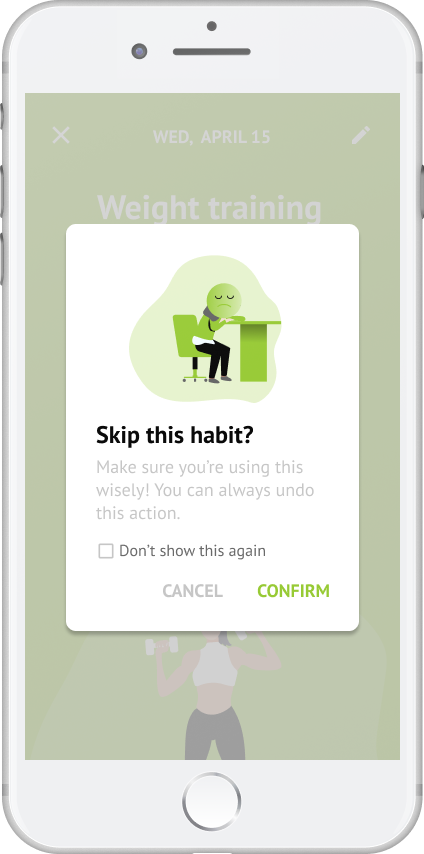 WED, APRIL 15
Weight training
Skip this habit?
Make sure you’re using this
wisely! You can always undo
this action.
Don’t show this again
CANCEL CONFIRM